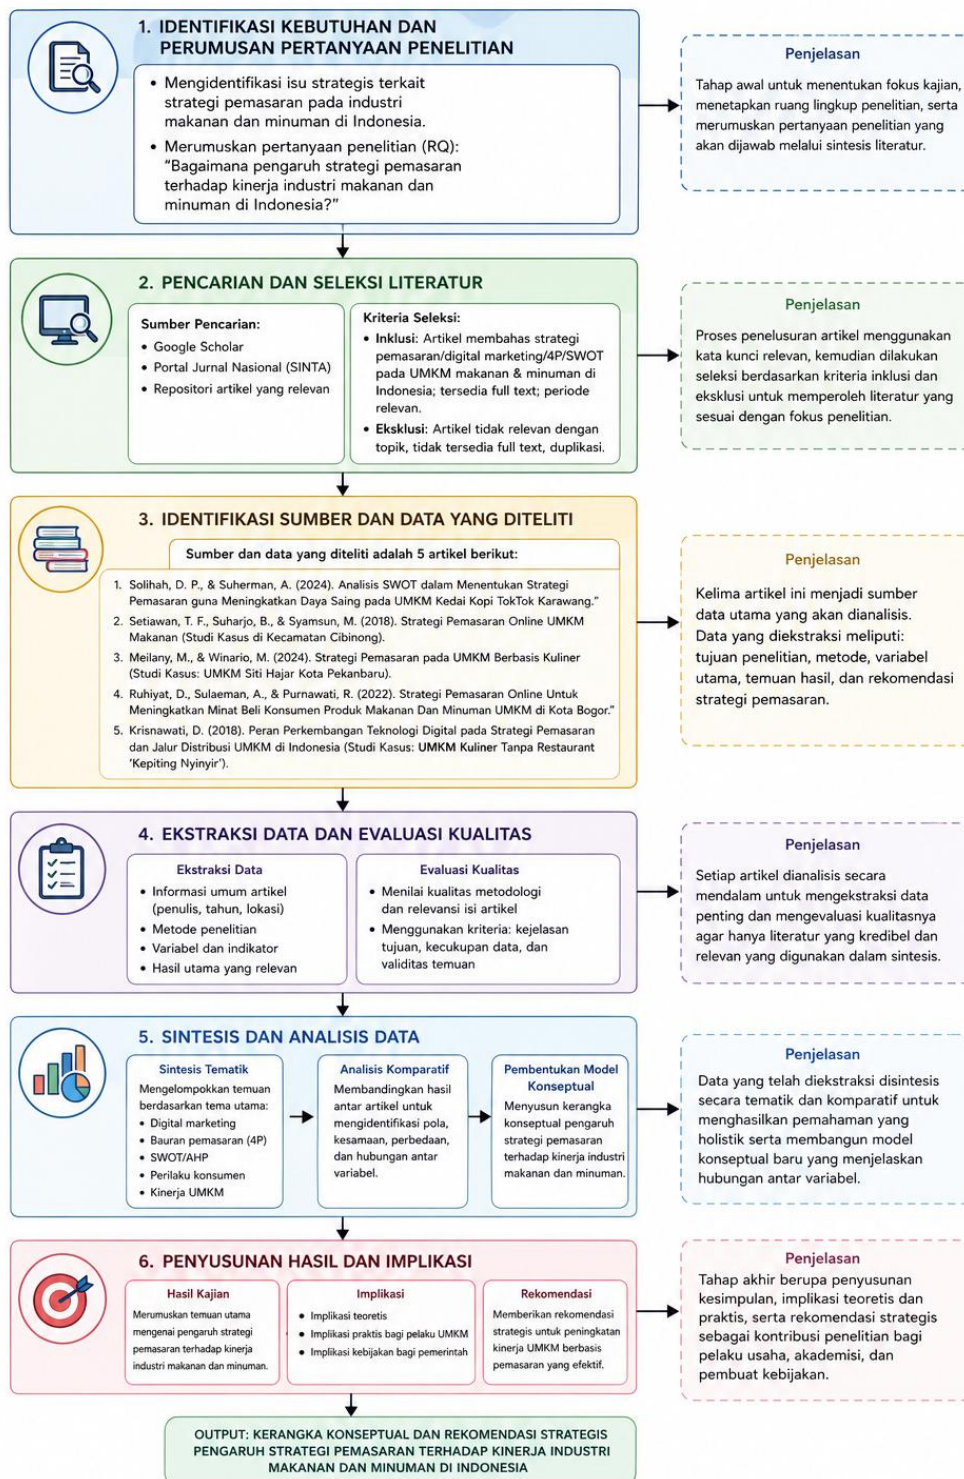 1. IDENTIFIKASI KEBUTUHAN DAN
PERUMUSAN PERTANYAAN PENELITIAN
• Mengidentifikasi isu strategis terkait
strategi pemasaran pada industri
makanan dan minuman di Indonesia.
• Merumuskan pertanyaan penelitian (RQ):
“Bagaimana pengaruh strategi pemasaran
terhadap kinerja industri makanan dan
minuman di Indonesia?”
Penjelasan
Tahap awal untuk menentukan fokus kajian,
menetapkan ruang lingkup penelitian, serta
merumuskan pertanyaan penelitian yang
akan dijawab melalui sintesis literatur.
2. PENCARIAN DAN SELEKSI LITERATUR
Sumber Pencarian:
• Google Scholar
• Portal Jurnal Nasional (SINTA)
• Repositori artikel yang relevan
Kriteria Seleksi:
• Inklusi: Artikel membahas strategi
pemasaran/digital marketing/4P/SWOT
pada UMKM makanan & minuman di
Indonesia; tersedia full text; periode
relevan.
• Eksklusi: Artikel tidak relevan dengan
topik, tidak tersedia full text, duplikasi.
Penjelasan
Proses penelusuran artikel menggunakan
kata kunci relevan, kemudian dilakukan
seleksi berdasarkan kriteria inklusi dan
eksklusi untuk memperoleh literatur yang
sesuai dengan fokus penelitian.
3. IDENTIFIKASI SUMBER DAN DATA YANG DITELITI
Sumber dan data yang diteliti adalah 5 artikel berikut:
1. Solihah, D. P., & Suherman, A. (2024). Analisis SWOT dalam Menentukan Strategi
Pemasaran guna Meningkatkan Daya Saing pada UMKM Kedai Kopi TokTok Karawang.”
2. Setiawan, T. F., Suharjo, B., & Syamsun, M. (2018). Strategi Pemasaran Online UMKM
Makanan (Studi Kasus di Kecamatan Cibinong).
3. Meilany, M., & Winario, M. (2024). Strategi Pemasaran pada UMKM Berbasis Kuliner
(Studi Kasus: UMKM Siti Hajar Kota Pekanbaru).
4. Ruhiyat, D., Sulaeman, A., & Purnawati, R. (2022). Strategi Pemasaran Online Untuk
Meningkatkan Minat Beli Konsumen Produk Makanan Dan Minuman UMKM di Kota Bogor.”
5. Krisnawati, D. (2018). Peran Perkembangan Teknologi Digital pada Strategi Pemasaran
dan Jalur Distribusi UMKM di Indonesia (Studi Kasus: UMKM Kuliner Tanpa Restaurant
‘Kepiting Nyinyir’).
Penjelasan
Kelima artikel ini menjadi sumber
data utama yang akan dianalisis.
Data yang diekstraksi meliputi:
tujuan penelitian, metode, variabel
utama, temuan hasil, dan rekomendasi
strategi pemasaran.
4. EKSTRAKSI DATA DAN EVALUASI KUALITAS
Ekstraksi Data
• Informasi umum artikel
(penulis, tahun, lokasi)
• Metode penelitian
• Variabel dan indikator
• Hasil utama yang relevan
Evaluasi Kualitas
• Menilai kualitas metodologi
dan relevansi isi artikel
• Menggunakan kriteria: kejelasan
tujuan, kecukupan data, dan
validitas temuan
Penjelasan
Setiap artikel dianalisis secara
mendalam untuk mengekstraksi data
penting dan mengevaluasi kualitasnya
agar hanya literatur yang kredibel dan
relevan yang digunakan dalam sintesis.
5. SINTESIS DAN ANALISIS DATA
Sintesis Tematik
Mengelompokkan temuan
berdasarkan tema utama:
• Digital marketing
• Bauran pemasaran (4P)
• SWOT/AHP
• Perilaku konsumen
• Kinerja UMKM
Analisis Komparatif
Membandingkan hasil
antar artikel untuk
mengidentifikasi pola,
kesamaan, perbedaan,
dan hubungan antar
variabel.
Pembentukan Model
Konseptual
Menyusun kerangka
konseptual pengaruh
strategi pemasaran
terhadap kinerja industri
makanan dan minuman.
Penjelasan
Data yang telah diekstraksi disintesis
secara tematik dan komparatif untuk
menghasilkan pemahaman yang
holistik serta membangun model
konseptual baru yang menjelaskan
hubungan antar variabel.
6. PENYUSUNAN HASIL DAN IMPLIKASI
Hasil Kajian
Merumuskan temuan utama
mengenai pengaruh strategi
pemasaran terhadap kinerja
industri makanan dan minuman.
Implikasi
• Implikasi teoretis
• Implikasi praktis bagi pelaku UMKM
• Implikasi kebijakan bagi pemerintah
Rekomendasi
Memberikan rekomendasi
strategis untuk peningkatan
kinerja UMKM berbasis
pemasaran yang efektif.
Penjelasan
Tahap akhir berupa penyusunan
kesimpulan, implikasi teoretis dan
praktis, serta rekomendasi strategis
sebagai kontribusi penelitian bagi
pelaku usaha, akademisi, dan
pembuat kebijakan.
OUTPUT: KERANGKA KONSEPTUAL DAN REKOMENDASI STRATEGIS
PENGARUH STRATEGI PEMASARAN TERHADAP KINERJA INDUSTRI
MAKANAN DAN MINUMAN DI INDONESIA